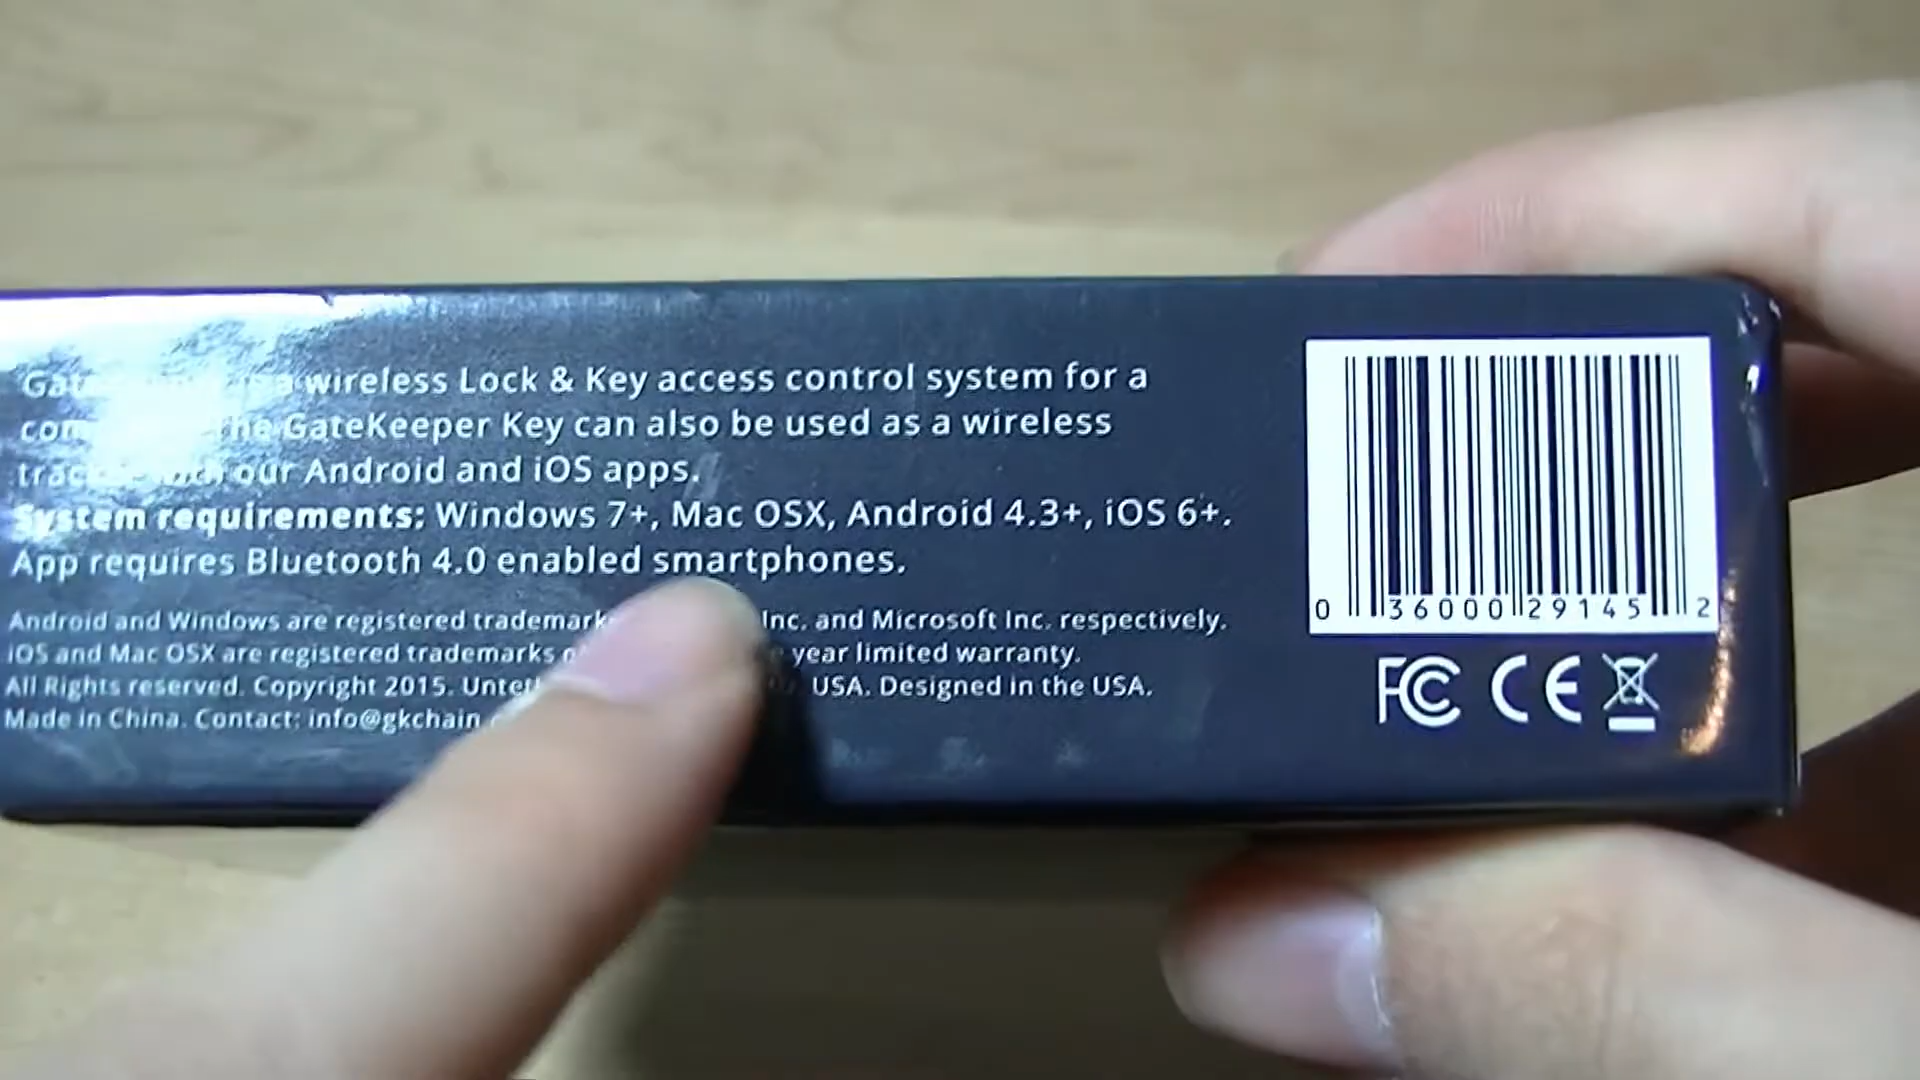 wireless Lock & Key access control system for a
The GateKeeper Key can also be used as a wireless
with our Android and iOS apps.
System requirements: Windows 7+, Mac OSX, Android 4.3+, iOS 6+.
App requires Bluetooth 4.0 enabled smartphones.
Android and Windows are registered Inc. and Microsoft Inc. respectively.
iOS and Mac OSX are registered trademarks year limited warranty.
All Rights reserved. Copyright 2015. USA. Designed in the USA.
Made in China. Contact:
0 36000 29145 2
FC CE